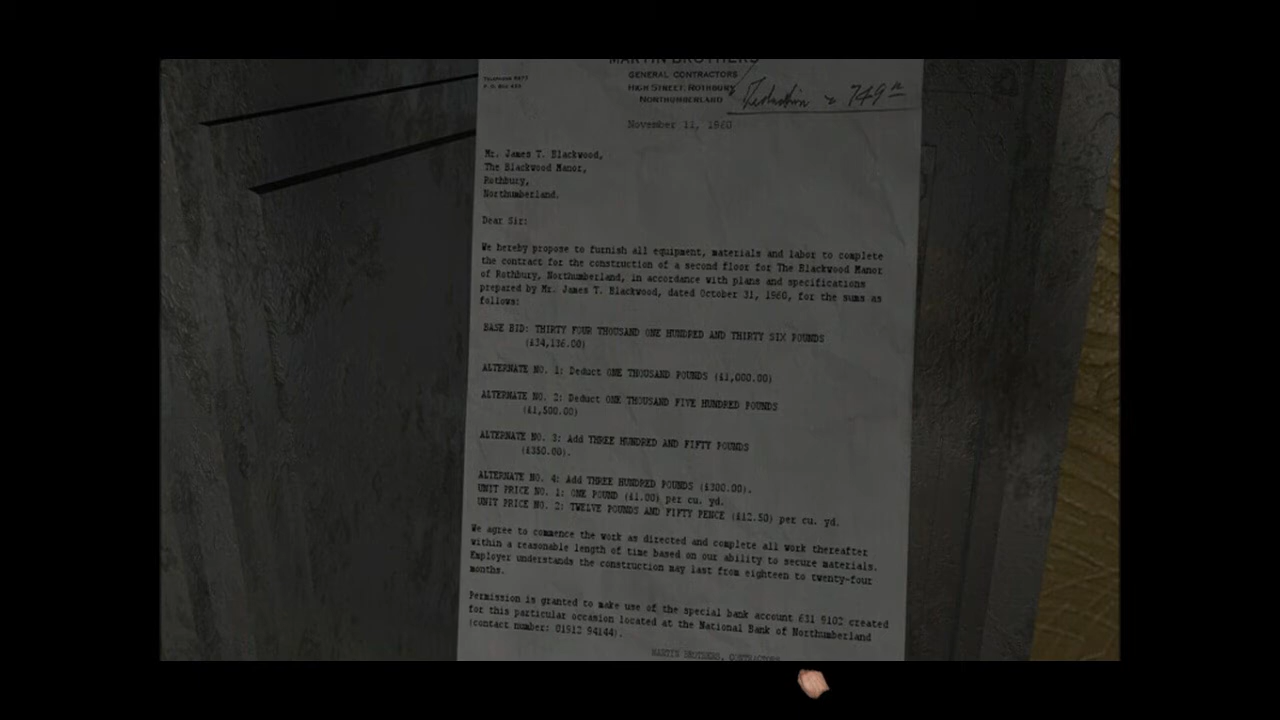 MARTIN BROTHERS
GENERAL CONTRACTORS
HIGH STREET, ROTHBURY
NORTHUMBERLAND
749
November 11, 1960
Mr. James T. Blackwood,
The Blackwood Manor,
Rothbury,
Northumberland.
Dear Sir:
We hereby propose to furnish all equipment, materials and labor to complete
the contract for the construction of a second floor for The Blackwood Manor
of Rothbury, Northumberland, in accordance with plans and specifications
prepared by Mr. James T. Blackwood, dated October 31, 1960, for the sums as
follows:
BASE BID: THIRTY FOUR THOUSAND ONE HUNDRED AND THIRTY SIX POUNDS
(£34,136.00)
ALTERNATE NO. 1: Deduct ONE THOUSAND POUNDS (£1,000.00)
ALTERNATE NO. 2: Deduct ONE THOUSAND FIVE HUNDRED POUNDS
(£1,500.00)
ALTERNATE NO. 3: Add THREE HUNDRED AND FIFTY POUNDS
(£350.00).
ALTERNATE NO. 4: Add THREE HUNDRED POUNDS (£300.00).
UNIT PRICE NO. 1: ONE POUND (£1.00) per cu. yd.
UNIT PRICE NO. 2: TWELVE POUNDS AND FIFTY PENCE (£12.50) per cu. yd.
We agree to commence the work as directed and complete all work thereafter
within a reasonable length of time based on our ability to secure materials.
Employer understands the construction may last from eighteen to twenty-four
months.
Permission is granted to make use of the special bank account 631 9102 created
for this particular occasion located at the National Bank of Northumberland
(contact number: 01912 94144).
MARTIN BROTHERS, CONTRACTORS